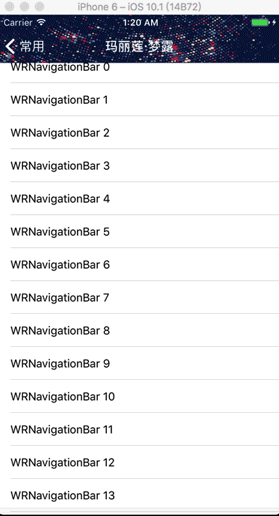 iPhone 6 – iOS 10.1 (14B72)
Carrier 1:20 AM
常用 玛丽莲·梦露
WRNavigationBar 0
WRNavigationBar 1
WRNavigationBar 2
WRNavigationBar 3
WRNavigationBar 4
WRNavigationBar 5
WRNavigationBar 6
WRNavigationBar 7
WRNavigationBar 8
WRNavigationBar 9
WRNavigationBar 10
WRNavigationBar 11
WRNavigationBar 12
WRNavigationBar 13